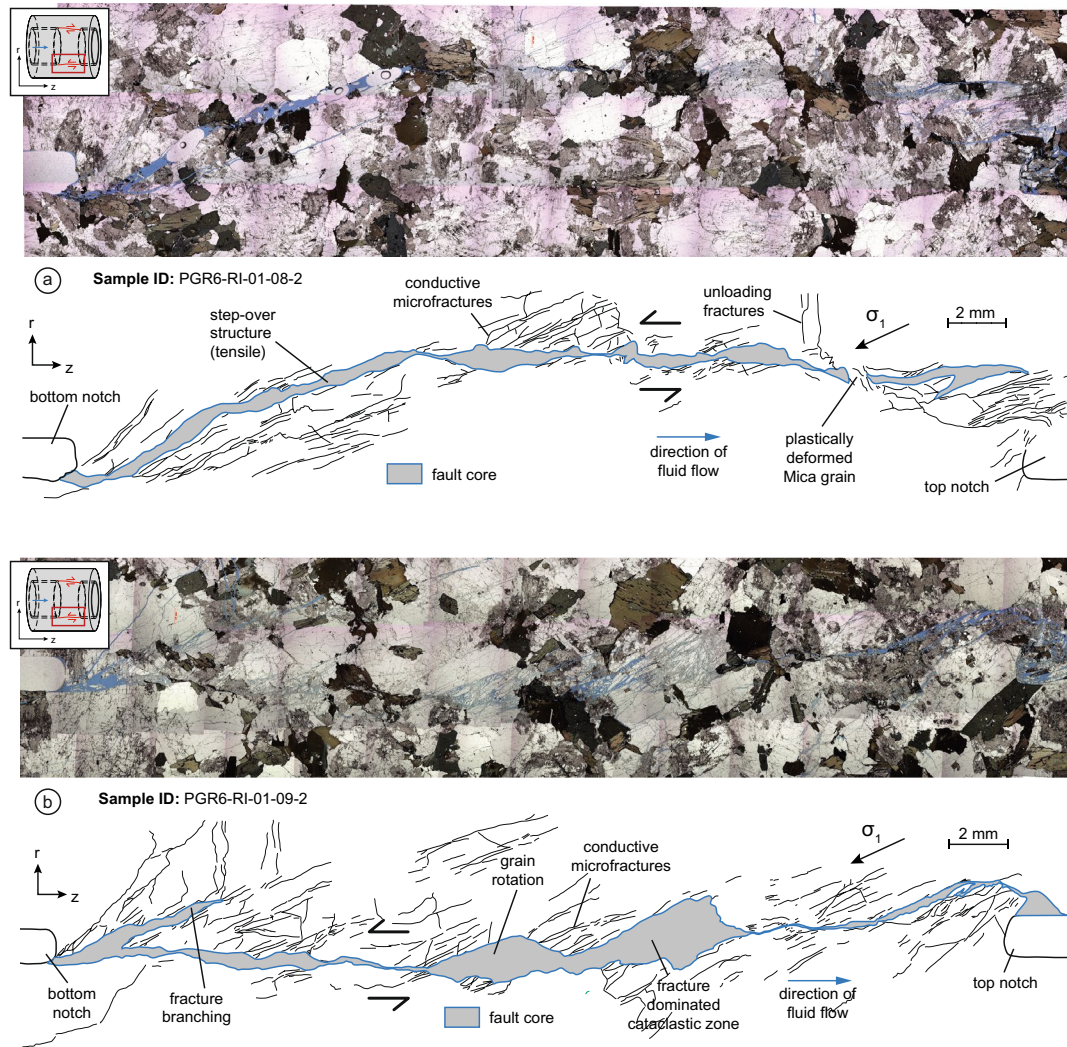 r
z
a
Sample ID: PGR6-RI-01-08-2
conductive
microfractures
unloading
fractures
σ1
2 mm
step-over
structure
(tensile)
r
z
bottom notch
direction of
fluid flow
plastically
deformed
Mica grain
top notch
fault core
r
z
b
Sample ID: PGR6-RI-01-09-2
σ1
2 mm
r
z
grain
rotation
conductive
microfractures
bottom
notch
fracture
branching
fault core
fracture
dominated
cataclastic zone
direction of
fluid flow
top notch